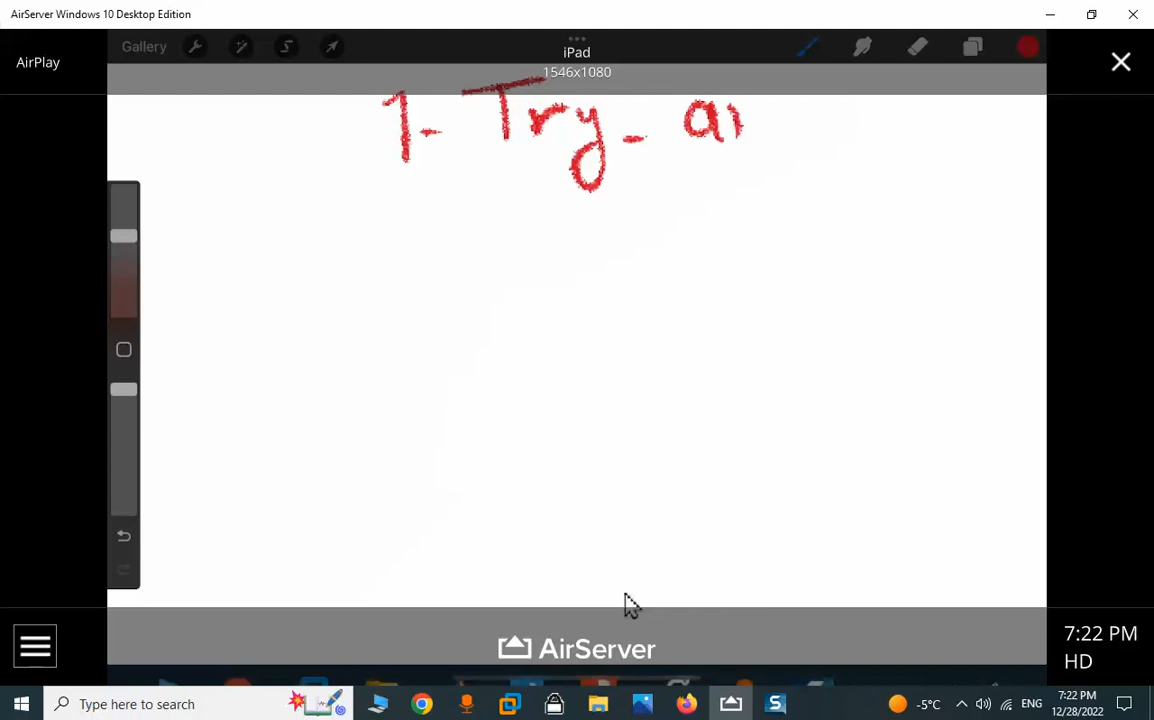 AirServer Windows 10 Desktop Edition
AirPlay
Gallery
iPad
1546x1080
1- Try - a
AirServer
7:22 PM
HD
Type here to search
-5°C
ENG
7:22 PM
12/28/2022